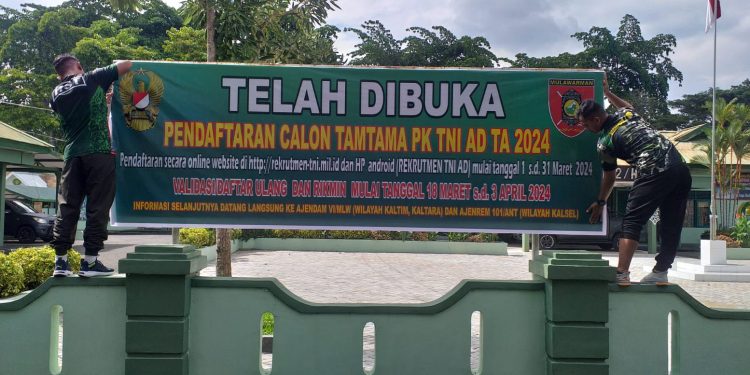 TELAH DIBUKA
MULAWARMAN
PENDAFTARAN CALON TAMTAMA PK TNI AD TA 2024
Pendaftaran secara online website di http://rekrutmen-tni.mil.id dan HP android (REKRUTMEN TNI AD) mulai tanggal 1 s.d. 31 Maret 2024
VALIDASI/DAFTAR ULANG DAN RIKMIN MULAI TANGGAL 18 MARET s.d. 3 APRIL 2024
INFORMASI SELANJUTNYA DATANG LANGSUNG KE AJENDAM VI/MLW (WILAYAH KALTIM, KALTARA) DAN AJENREM 101/ANT (WILAYAH KALSEL)